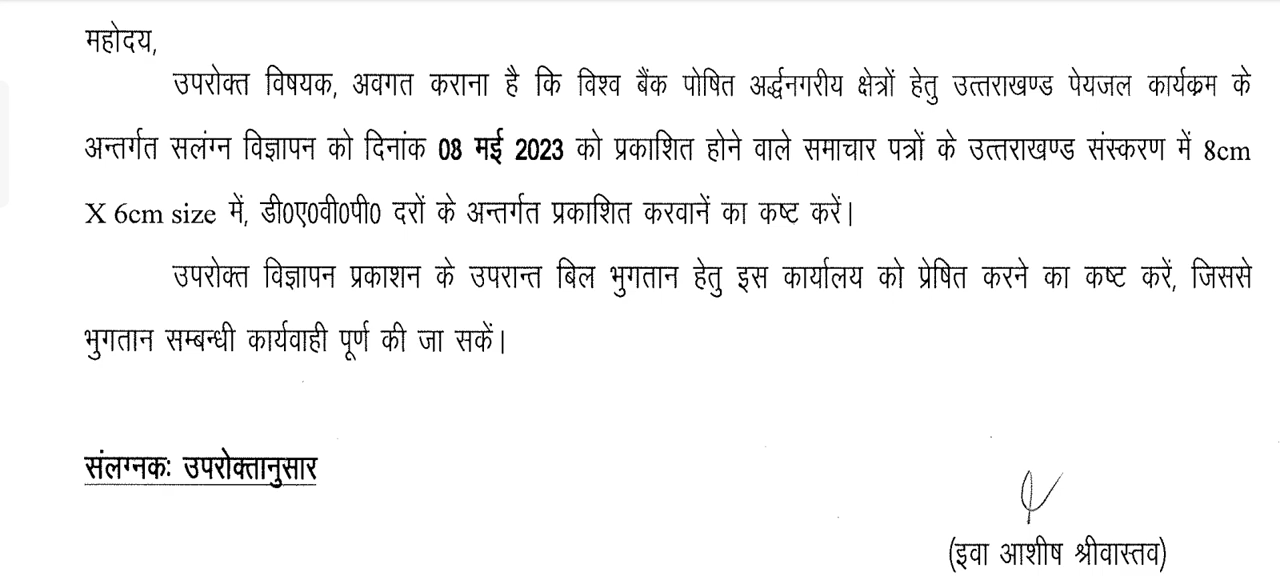 महोदय,
उपरोक्त विषयक, अवगत कराना है कि विश्व बैंक पोषित अर्द्धनगरीय क्षेत्रों हेतु उत्तराखण्ड पेयजल कार्यक्रम के
अन्तर्गत सलंग्न विज्ञापन को दिनांक 08 मई 2023 को प्रकाशित होने वाले समाचार पत्रों के उत्तराखण्ड संस्करण में 8cm
X 6cm size में, डी0ए0वी0पी0 दरों के अन्तर्गत प्रकाशित करवानें का कष्ट करें।
उपरोक्त विज्ञापन प्रकाशन के उपरान्त बिल भुगतान हेतु इस कार्यालय को प्रेषित करने का कष्ट करें, जिससे
भुगतान सम्बन्धी कार्यवाही पूर्ण की जा सकें।
संलग्नकः उपरोक्तानुसार
(इवा आशीष श्रीवास्तव)